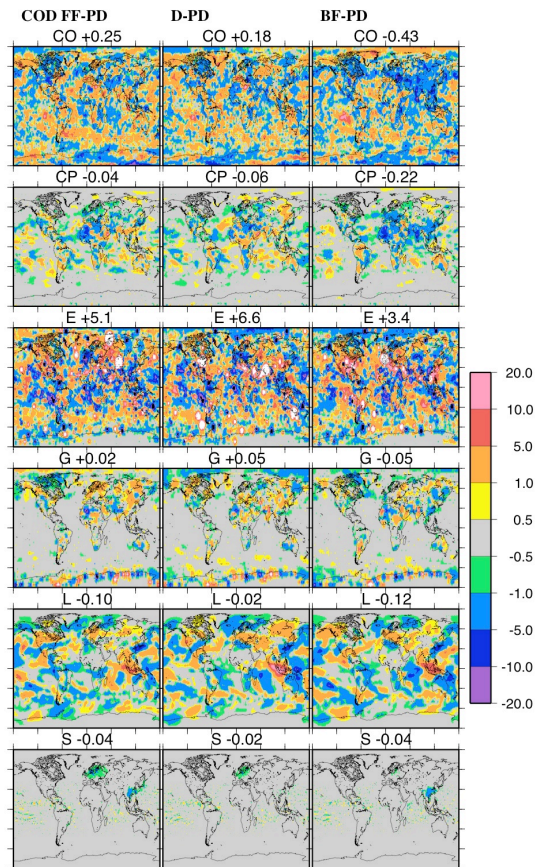 COD FF-PD D-PD BF-PD
CO +0.25 CO +0.18 CO -0.43
CP -0.04 CP -0.06 CP -0.22
E +5.1 E +6.6 E +3.4
G +0.02 G +0.05 G -0.05
L -0.10 L -0.02 L -0.12
S -0.04 S -0.02 S -0.04
20.0
10.0
5.0
1.0
0.5
-0.5
-1.0
-5.0
-10.0
-20.0